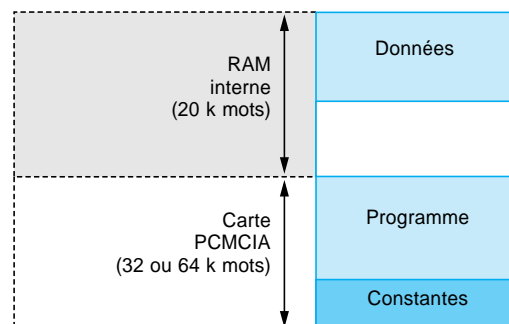 Données
RAM
interne
(20 k mots)
Carte
PCMCIA
(32 ou 64 k mots)
Programme
Constantes